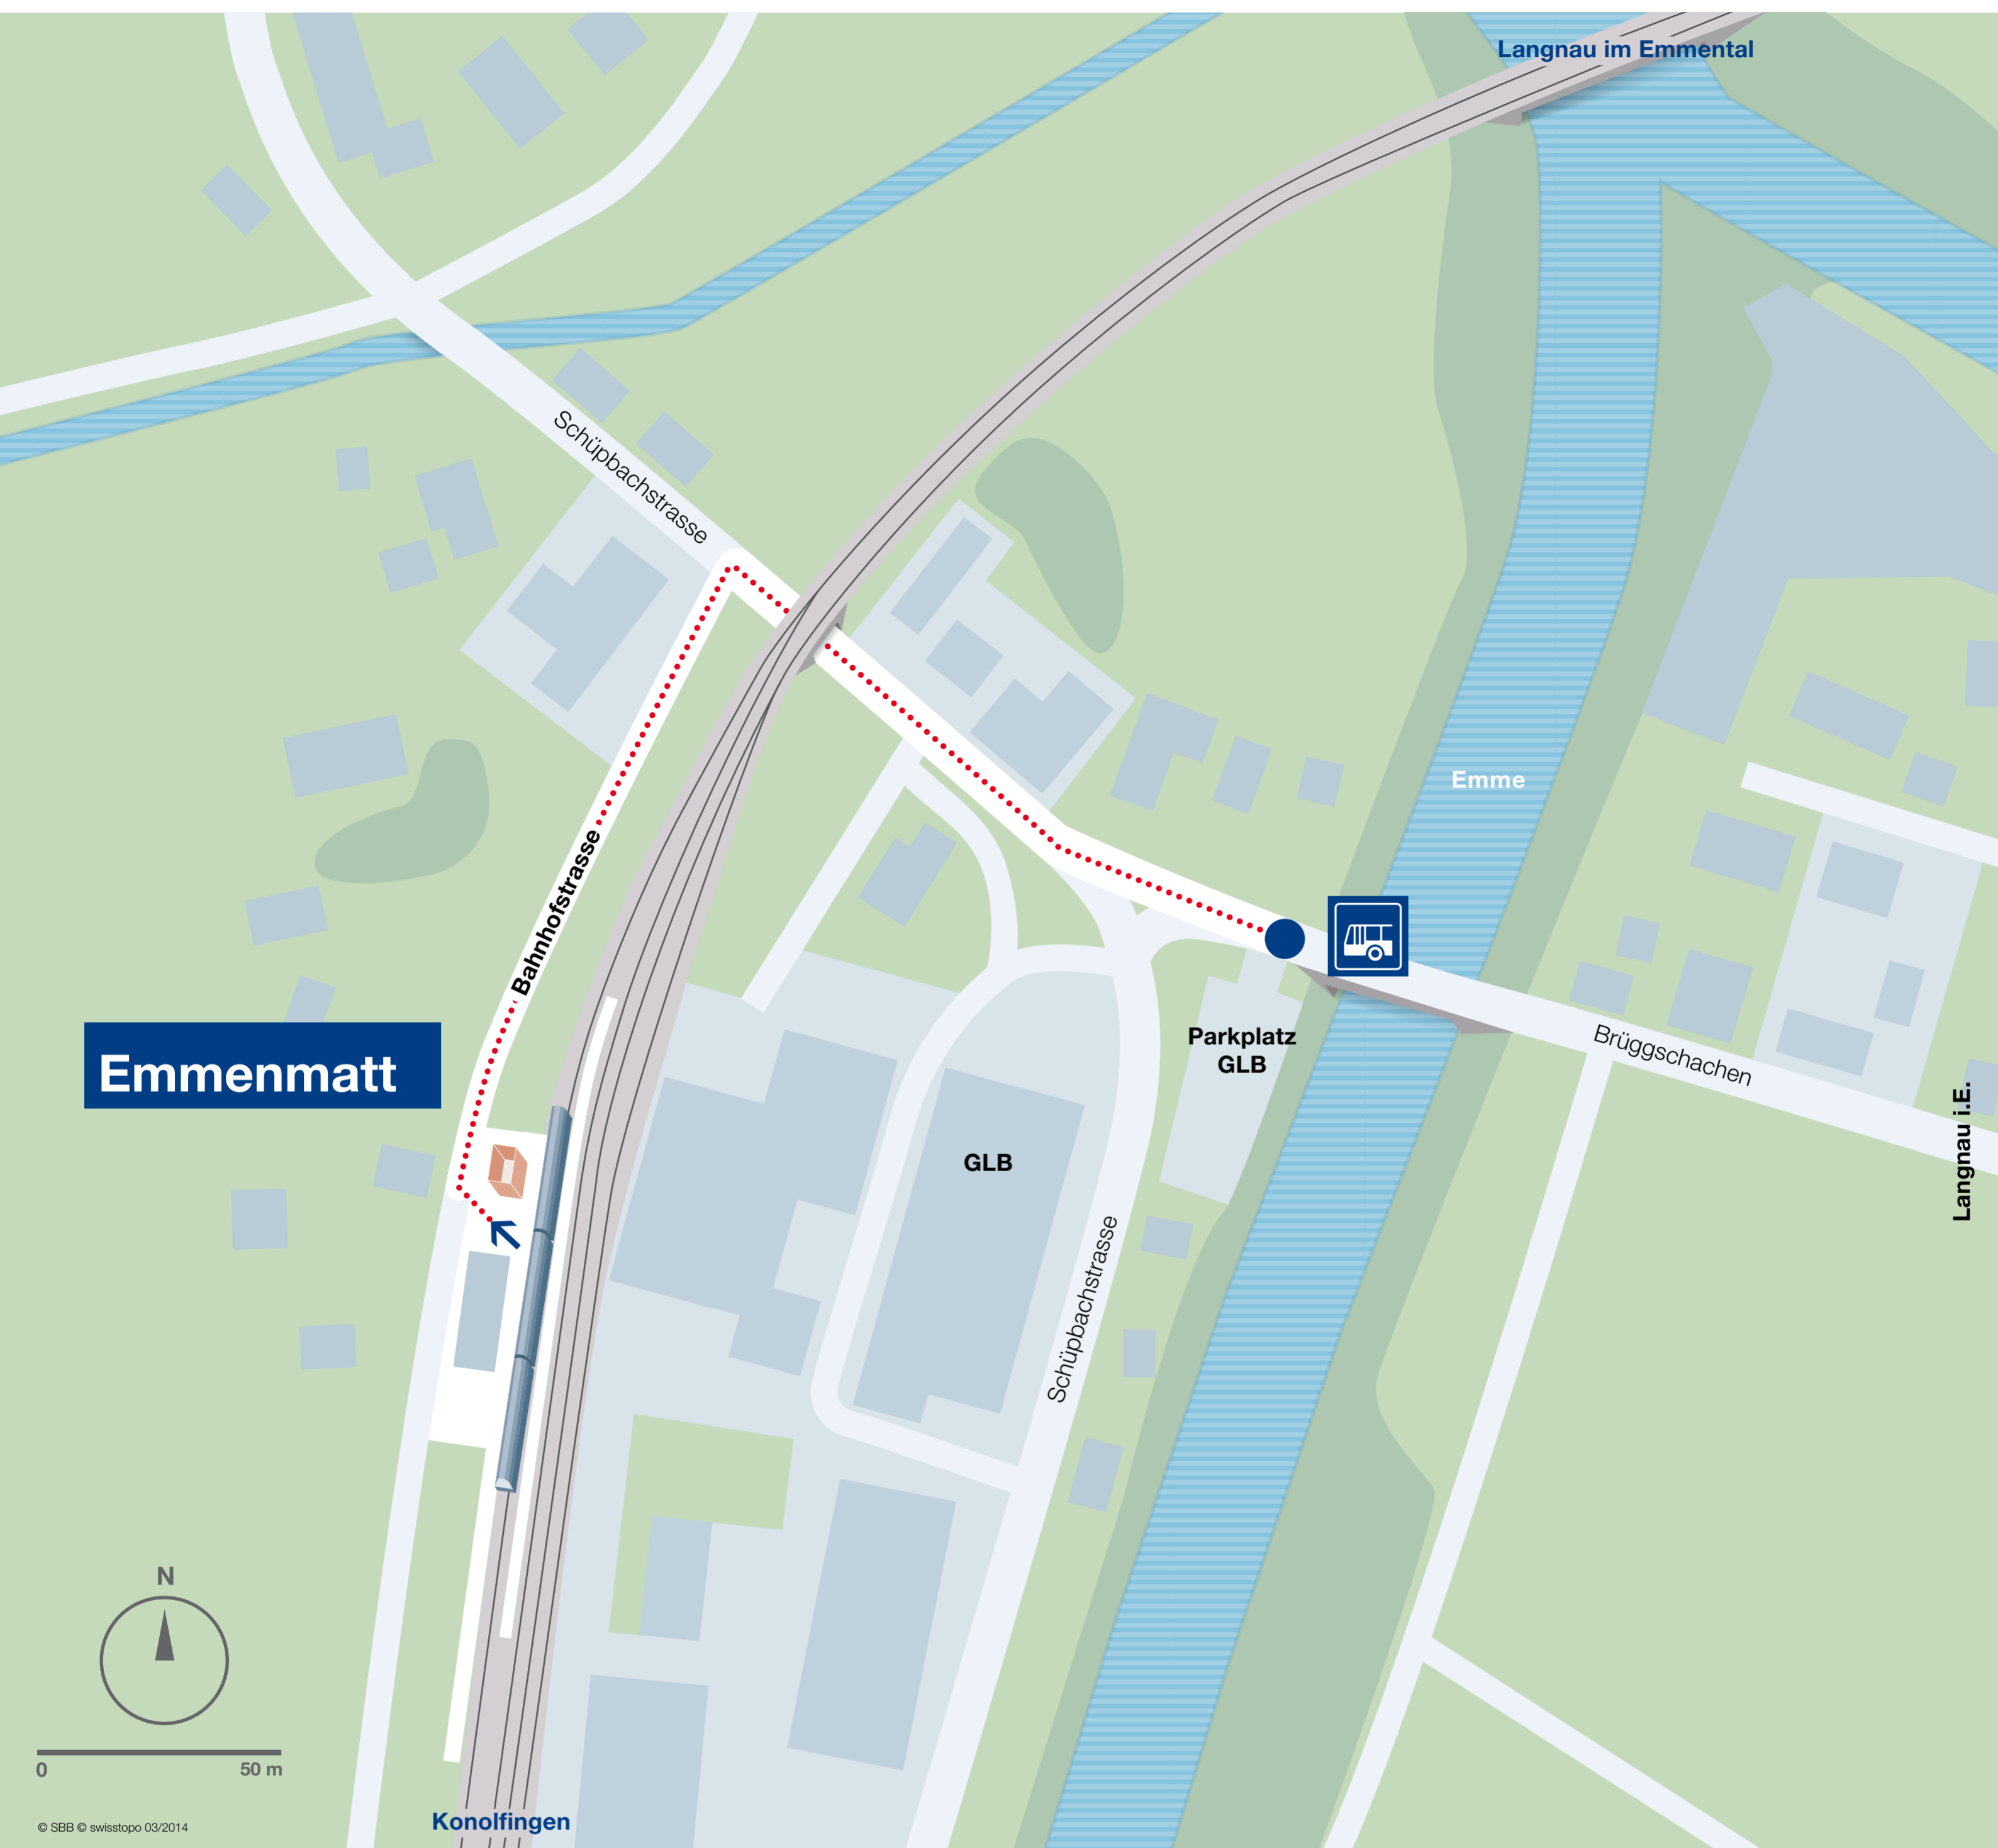 Langnau im Emmental
Schüpbachstrasse
Emme
Bahnhofstrasse
Emmenmatt
Parkplatz
GLB
Brüggschachen
Langnau i.E.
GLB
Schüpbachstrasse
N
0 50 m
Konolfingen
© SBB © swisstopo 03/2014